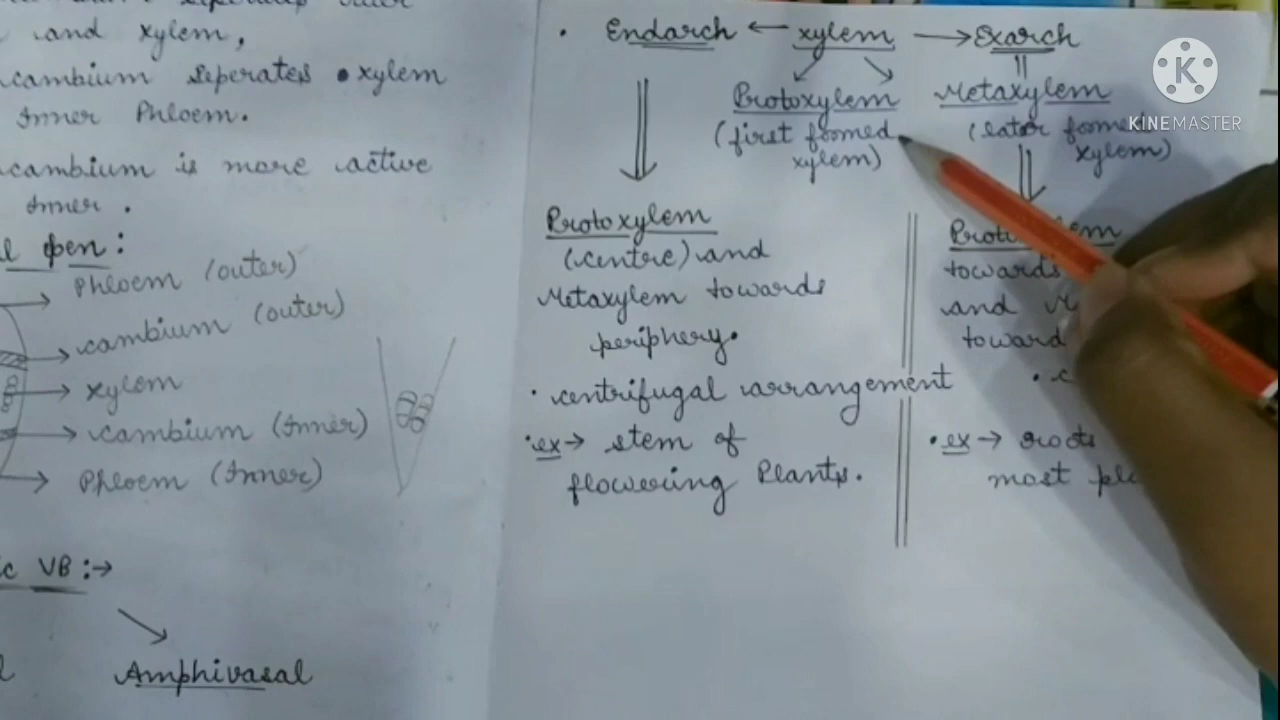 and xylem,
cambium seperates xylem
Inner Phloem.
cambium is more active
Inner.
open:
Phloem (outer)
cambium (outer)
xylem
cambium (Inner)
Phloem (Inner)
VB:→
Amphivasal
Endarch ← xylem → Exarch
Protoxylem
(first formed
xylem)
Metaxylem
(later formed
xylem)
Protoxylem
(centre) and
Metaxylem towards
periphery.
centrifugal arrangement
ex → stem of
flowering Plants.
towards
and
toward
ex → roots
most
K
KINEMASTER